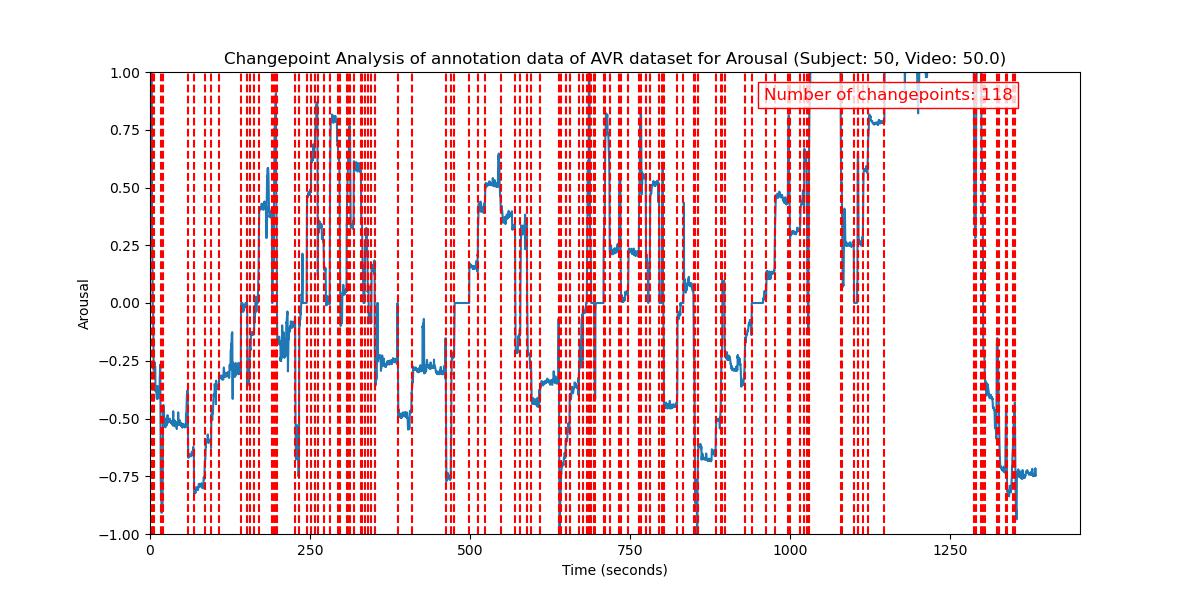 Changepoint Analysis of annotation data of AVR dataset for Arousal (Subject: 50, Video: 50.0)
Number of changepoints: 118
1.00
0.75
0.50
0.25
0.00
−0.25
−0.50
−0.75
−1.00
Arousal
0 250 500 750 1000 1250
Time (seconds)